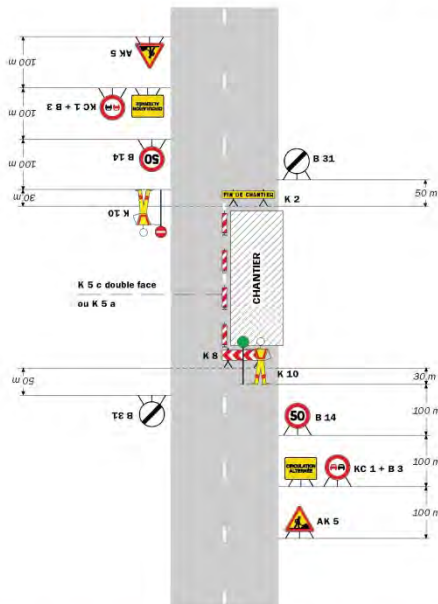 AK 5
100 m
KC 1 + B 3
CIRCULATION
ALTERNÉE
100 m
B 14
50
100 m
K 10
30 m
B 31
50 m
FIN DE CHANTIER
K 2
CHANTIER
K 5 c double face
ou K 5 a
K 8
K 10
30 m
50 m
B 31
50
B 14
100 m
CIRCULATION
ALTERNÉE
KC 1 + B 3
100 m
AK 5
100 m